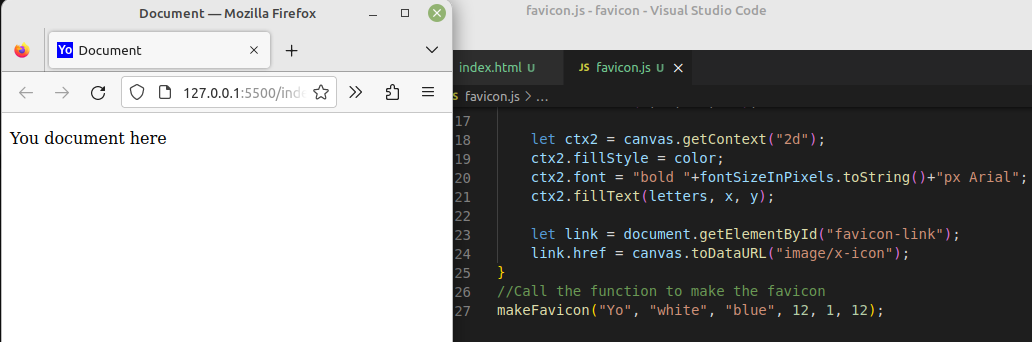 Document — Mozilla Firefox
Yo Document
127.0.0.1:5500/inde
You document here
favicon.js - favicon - Visual Studio Code
index.html U
JS favicon.js U
favicon.js > ...
17
18 let ctx2 = canvas.getContext("2d");
19 ctx2.fillStyle = color;
20 ctx2.font = "bold "+fontSizeInPixels.toString()+"px Arial";
21 ctx2.fillText(letters, x, y);
22
23 let link = document.getElementById("favicon-link");
24 link.href = canvas.toDataURL("image/x-icon");
25 }
26 //Call the function to make the favicon
27 makeFavicon("Yo", "white", "blue", 12, 1, 12);